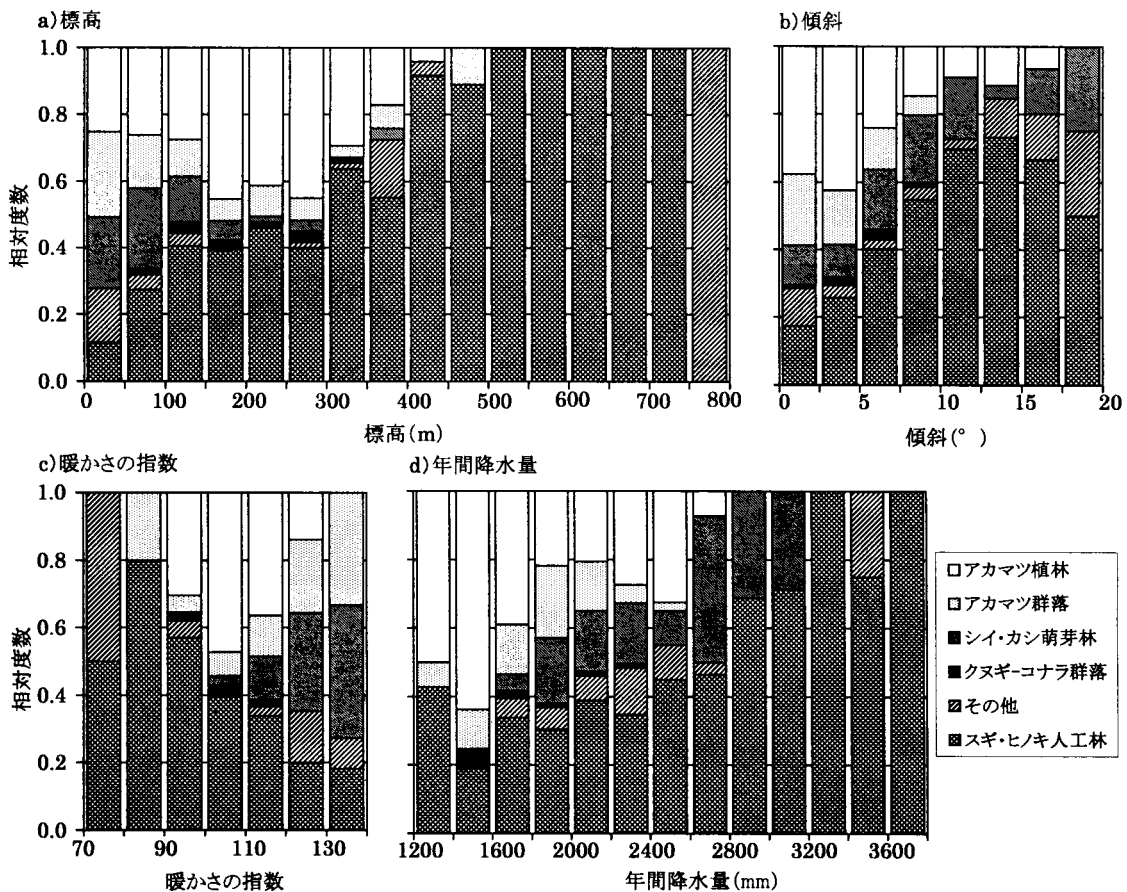 a)標高
相対度数
1.0
0.8
0.6
0.4
0.2
0.0
0 100 200 300 400 500 600 700 800
標高(m)
b)傾斜
0 5 10 15 20
傾斜(°)
c)暖かさの指数
相対度数
1.0
0.8
0.6
0.4
0.2
0.0
70 90 110 130
暖かさの指数
d)年間降水量
1200 1600 2000 2400 2800 3200 3600
年間降水量(mm)
アカマツ植林
アカマツ群落
シイ・カシ萌芽林
クヌギーコナラ群落
その他
スギ・ヒノキ人工林